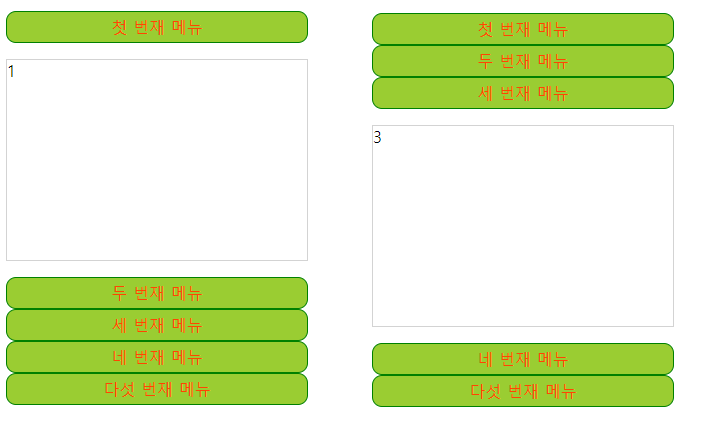 첫 번재 메뉴
1
두 번재 메뉴
세 번재 메뉴
네 번재 메뉴
다섯 번재 메뉴
첫 번재 메뉴
두 번재 메뉴
세 번재 메뉴
3
네 번재 메뉴
다섯 번재 메뉴